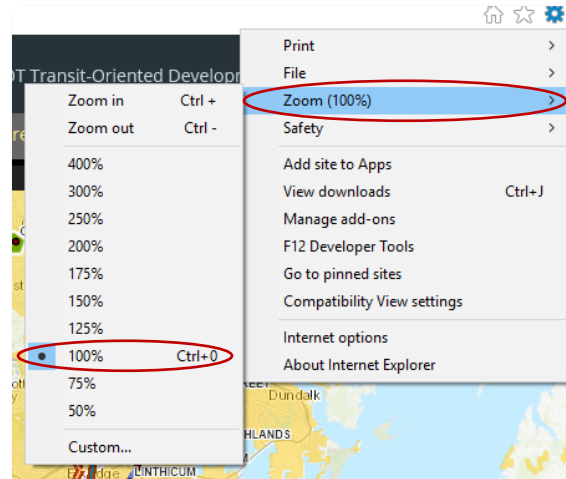 Print
OT Transit-Oriented Developr
File
Zoom in Ctrl +
Zoom (100%)
Zoom out Ctrl -
Safety
400%
Add site to Apps
300%
View downloads Ctrl+J
250%
Manage add-ons
200%
F12 Developer Tools
175%
Go to pinned sites
150%
Compatibility View settings
125%
Internet options
100% Ctrl+0
About Internet Explorer
75%
Dundalk
50%
HLANDS
Custom...
LINTHICUM